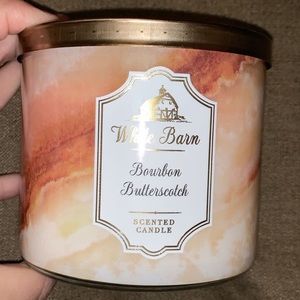 White Barn
Bourbon
Butterscotch
SCENTED
CANDLE